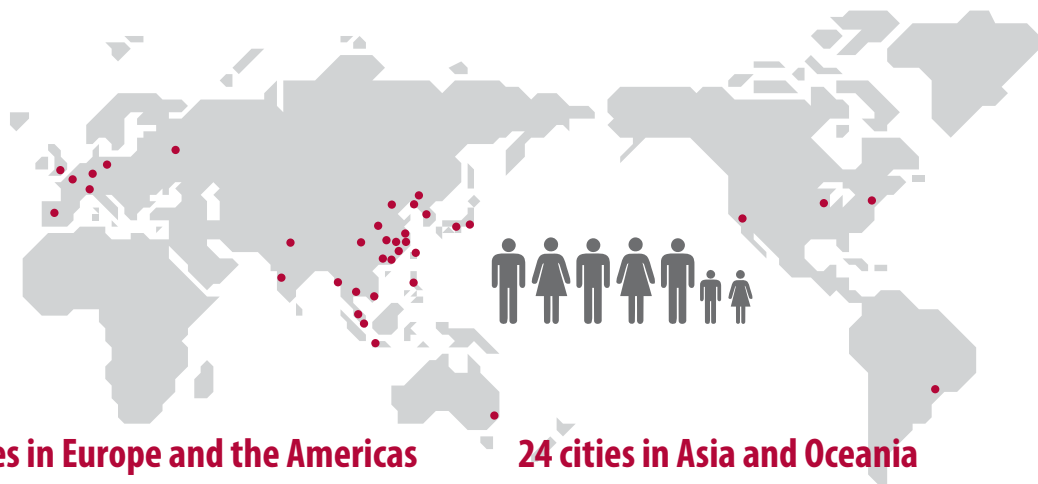 es in Europe and the Americas
24 cities in Asia and Oceania